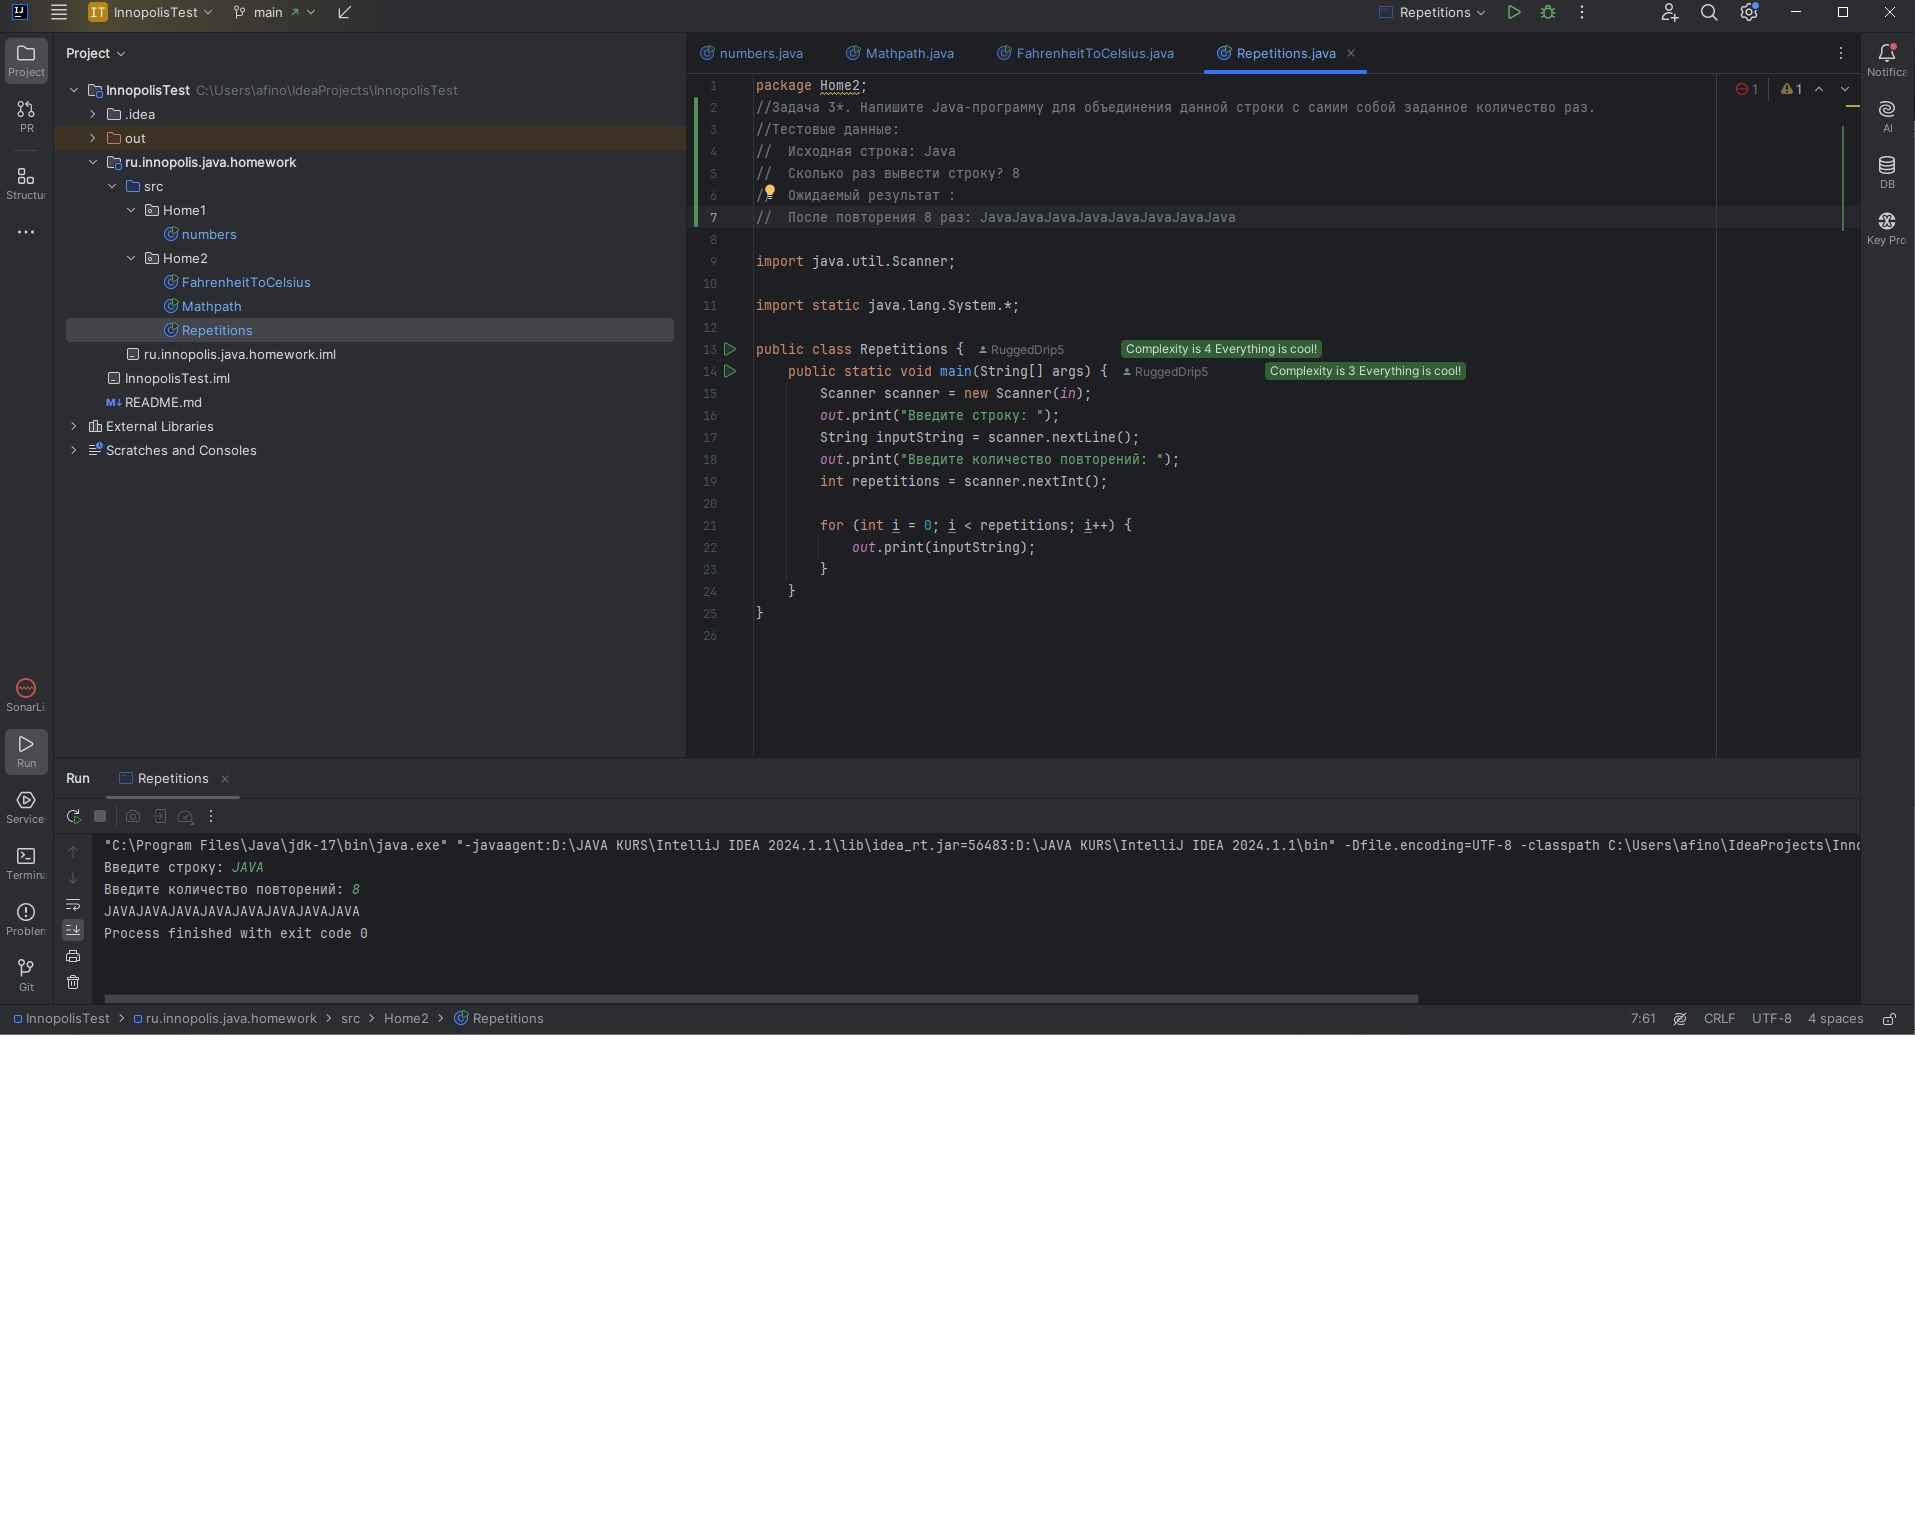 InnopolisTest
main
Repetitions
Project
numbers.java
Mathpath.java
FahrenheitToCelsius.java
Repetitions.java
Project
PR
Structur
SonarLi
Run
Service
Termina
Problem
Git
InnopolisTest C:\Users\afino\IdeaProjects\InnopolisTest
.idea
out
ru.innopolis.java.homework
src
Home1
numbers
Home2
FahrenheitToCelsius
Mathpath
Repetitions
ru.innopolis.java.homework.iml
InnopolisTest.iml
README.md
External Libraries
Scratches and Consoles
1 package Home2;
2 //Задача 3*. Напишите Java-программу для объединения данной строки с самим собой заданное количество раз.
3 //Тестовые данные:
4 // Исходная строка: Java
5 // Сколько раз вывести строку? 8
6 // Ожидаемый результат :
7 // После повторения 8 раз: JavaJavaJavaJavaJavaJavaJavaJava
8
9 import java.util.Scanner;
10
11 import static java.lang.System.*;
12
13 public class Repetitions { RuggedDrip5 Complexity is 4 Everything is cool!
14 public static void main(String[] args) { RuggedDrip5 Complexity is 3 Everything is cool!
15 Scanner scanner = new Scanner(in);
16 out.print("Введите строку: ");
17 String inputString = scanner.nextLine();
18 out.print("Введите количество повторений: ");
19 int repetitions = scanner.nextInt();
20
21 for (int i = 0; i < repetitions; i++) {
22 out.print(inputString);
23 }
24 }
25 }
26
1 1
Notifica
AI
DB
Key Pro
Run Repetitions
"C:\Program Files\Java\jdk-17\bin\java.exe" "-javaagent:D:\JAVA KURS\IntelliJ IDEA 2024.1.1\lib\idea_rt.jar=56483:D:\JAVA KURS\IntelliJ IDEA 2024.1.1\bin" -Dfile.encoding=UTF-8 -classpath C:\Users\afino\IdeaProjects\Inno
Введите строку: JAVA
Введите количество повторений: 8
JAVAJAVAJAVAJAVAJAVAJAVAJAVAJAVA
Process finished with exit code 0
InnopolisTest > ru.innopolis.java.homework > src > Home2 > Repetitions
7:61 CRLF UTF-8 4 spaces